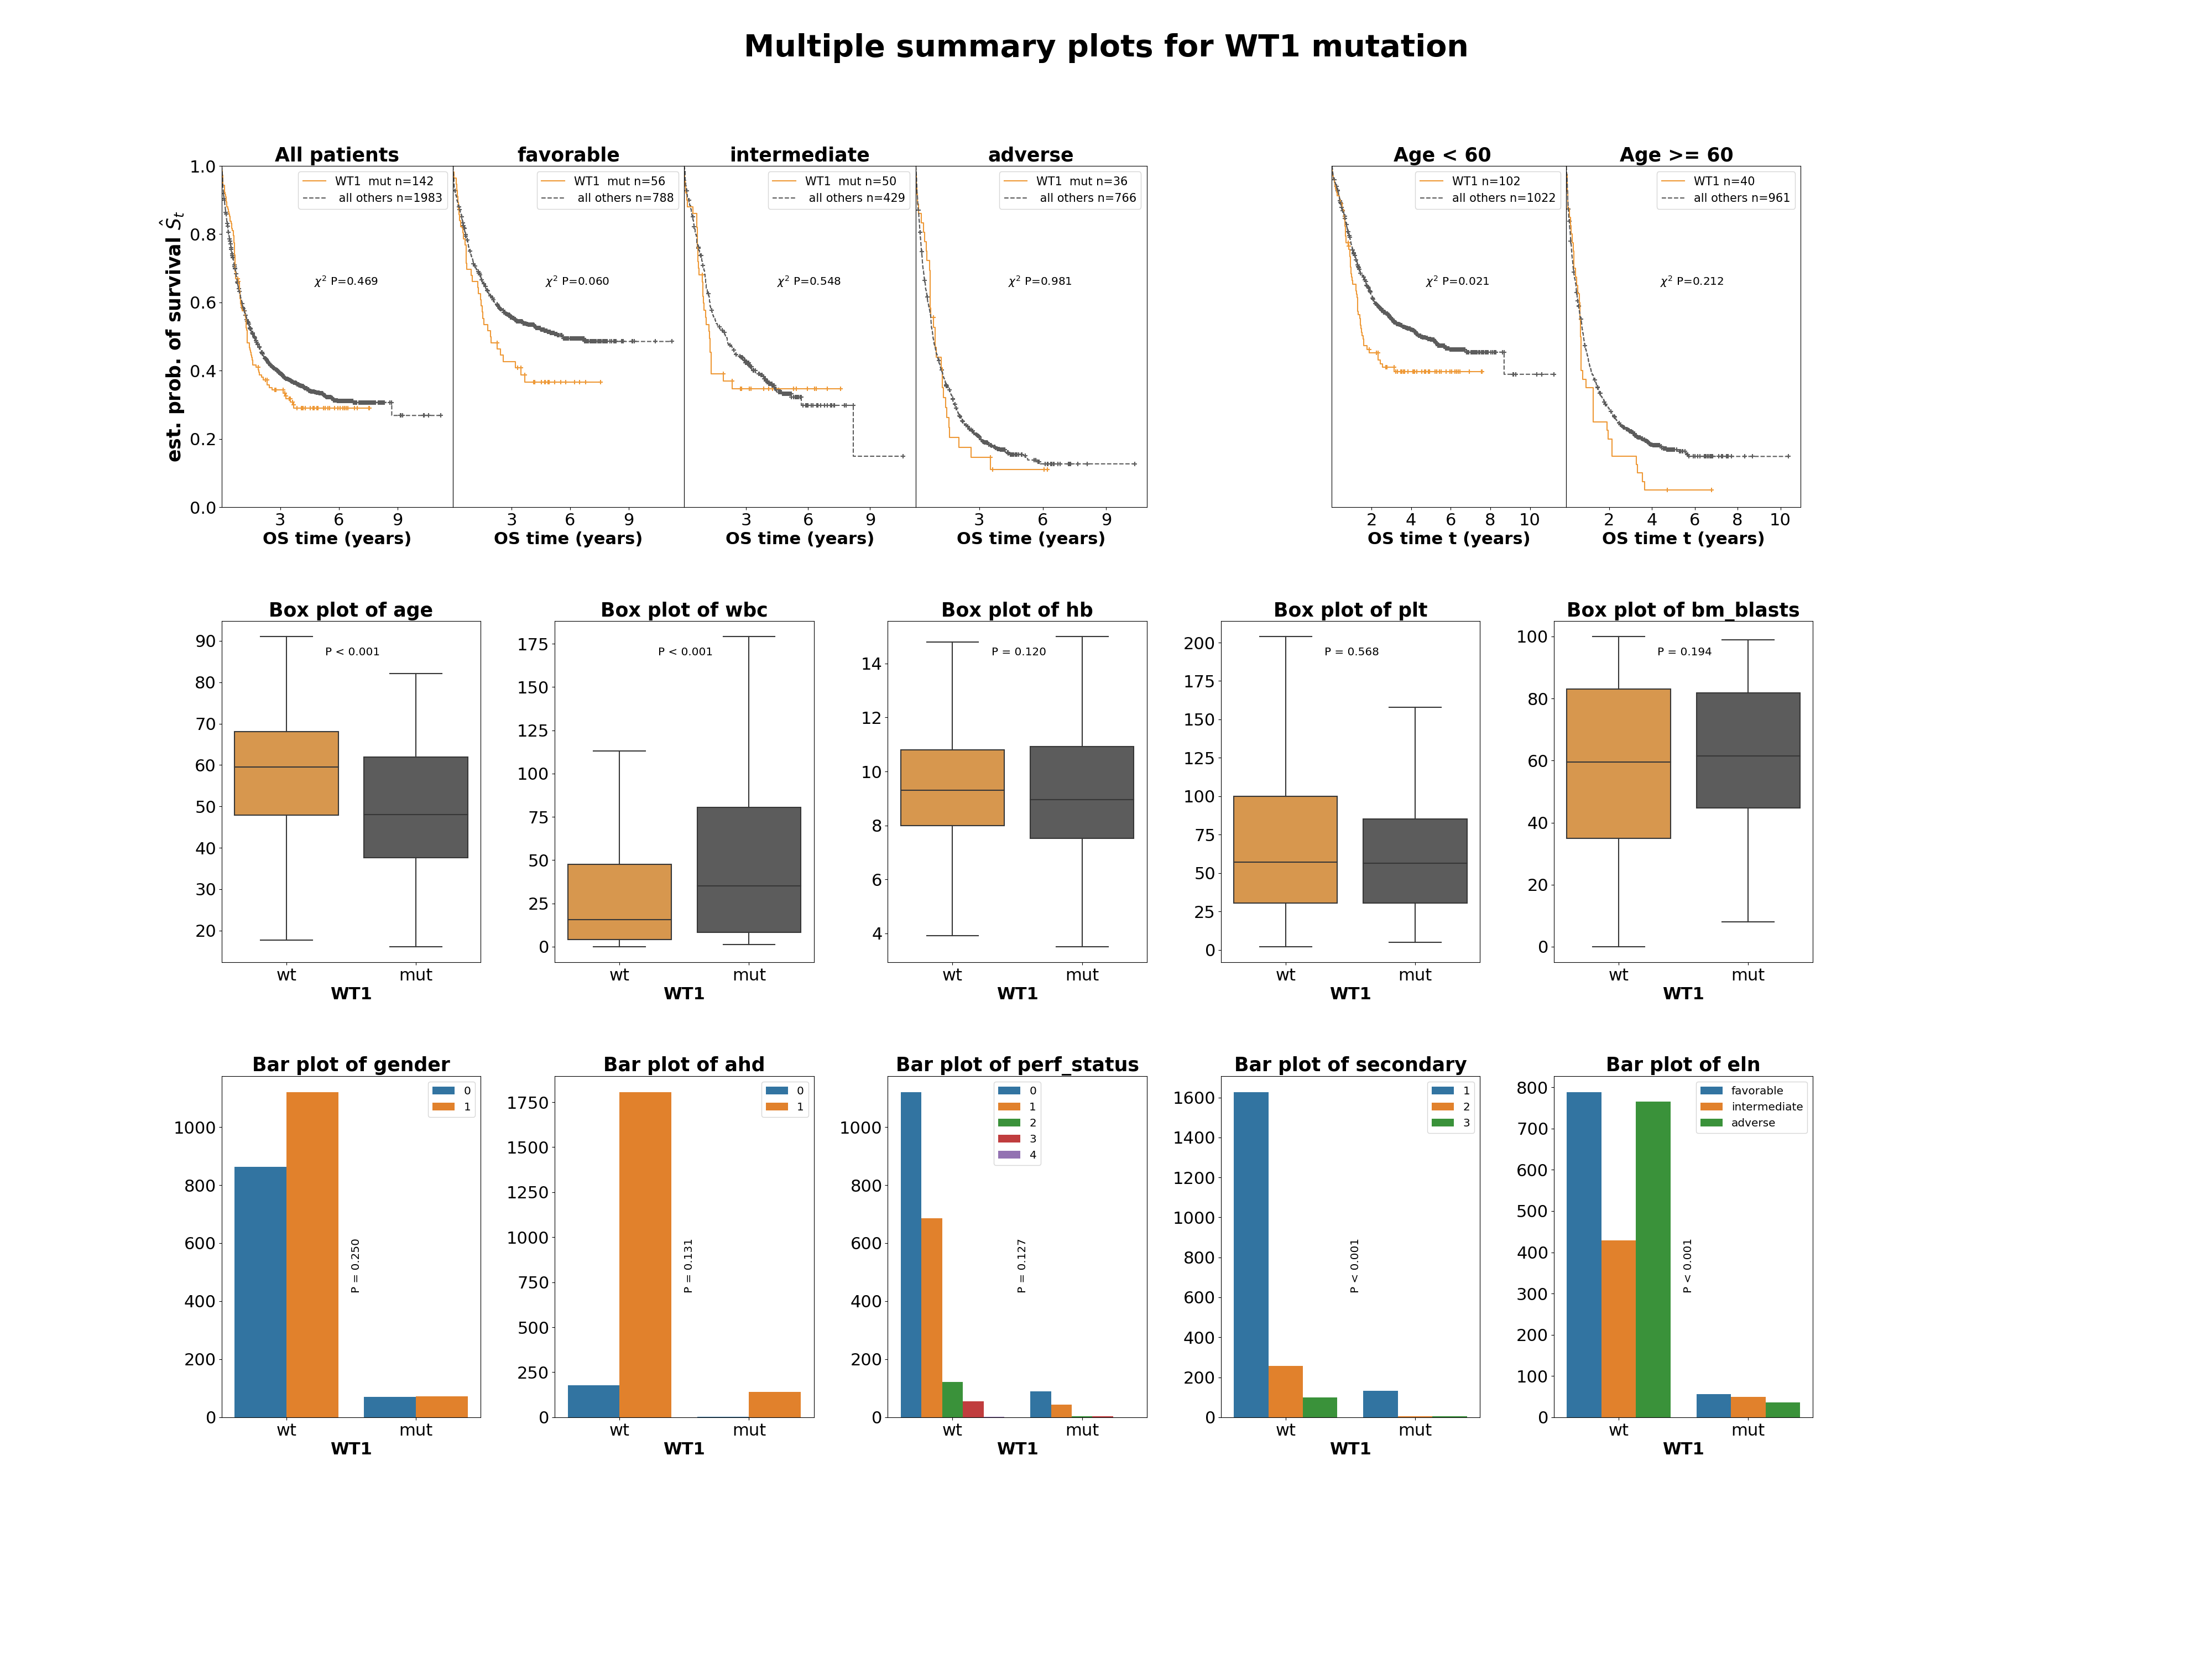 Multiple summary plots for WT1 mutation
All patients
favorable
intermediate
adverse
Age < 60
Age >= 60
est. prob. of survival Ŝt
1.0
0.8
0.6
0.4
0.2
0.0
WT1 mut n=142
all others n=1983
χ² P=0.469
3 6 9
OS time (years)
WT1 mut n=56
all others n=788
χ² P=0.060
3 6 9
OS time (years)
WT1 mut n=50
all others n=429
χ² P=0.548
3 6 9
OS time (years)
WT1 mut n=36
all others n=766
χ² P=0.981
3 6 9
OS time (years)
WT1 n=102
all others n=1022
χ² P=0.021
2 4 6 8 10
OS time t (years)
WT1 n=40
all others n=961
χ² P=0.212
2 4 6 8 10
OS time t (years)
Box plot of age
P < 0.001
90
80
70
60
50
40
30
20
wt mut
WT1
Box plot of wbc
P < 0.001
175
150
125
100
75
50
25
0
wt mut
WT1
Box plot of hb
P = 0.120
14
12
10
8
6
4
wt mut
WT1
Box plot of plt
P = 0.568
200
175
150
125
100
75
50
25
0
wt mut
WT1
Box plot of bm_blasts
P = 0.194
100
80
60
40
20
0
wt mut
WT1
Bar plot of gender
0
1
1000
800
600
400
200
0
P = 0.250
wt mut
WT1
Bar plot of ahd
0
1
1750
1500
1250
1000
750
500
250
0
P = 0.131
wt mut
WT1
Bar plot of perf_status
0
1
2
3
4
1000
800
600
400
200
0
P = 0.127
wt mut
WT1
Bar plot of secondary
1
2
3
1600
1400
1200
1000
800
600
400
200
0
P < 0.001
wt mut
WT1
Bar plot of eln
favorable
intermediate
adverse
800
700
600
500
400
300
200
100
0
P < 0.001
wt mut
WT1